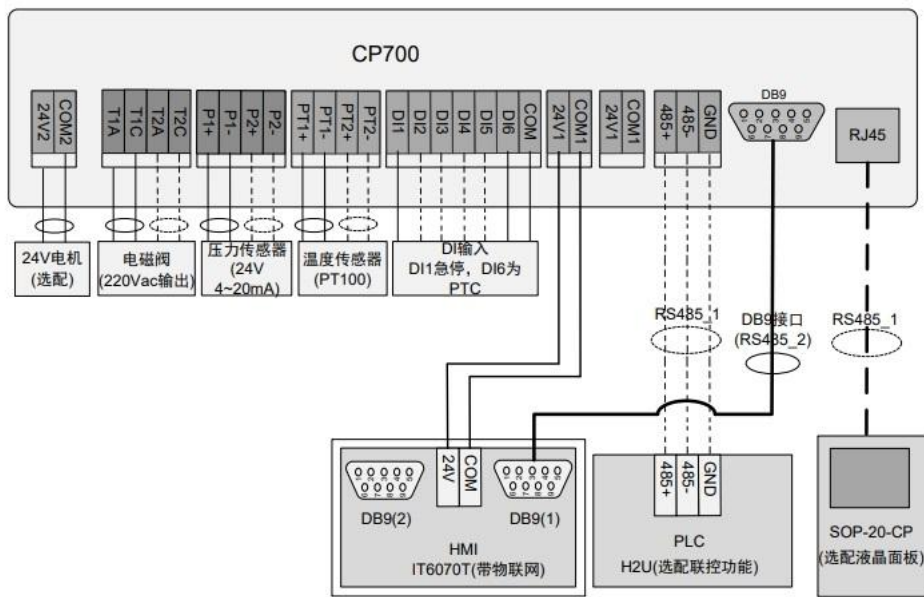 CP700
24V2
COM2
T1A
T1C
T2A
T2C
P1+
P1-
P2+
P2-
PT1+
PT1-
PT2+
PT2-
DI1
DI2
DI3
DI4
DI5
DI6
COM
24V1
COM1
24V1
COM1
485+
485-
GND
DB9
RJ45
24V电机
(选配)
电磁阀
(220Vac输出)
压力传感器
(24V
4~20mA)
温度传感器
(PT100)
DI输入
DI1急停，DI6为
PTC
RS485_1
DB9接口
(RS485_2)
RS485_1
24V
COM
DB9(2)
DB9(1)
HMI
IT6070T(带物联网)
485+
485-
GND
PLC
H2U(选配联控功能)
SOP-20-CP
(选配液晶面板)